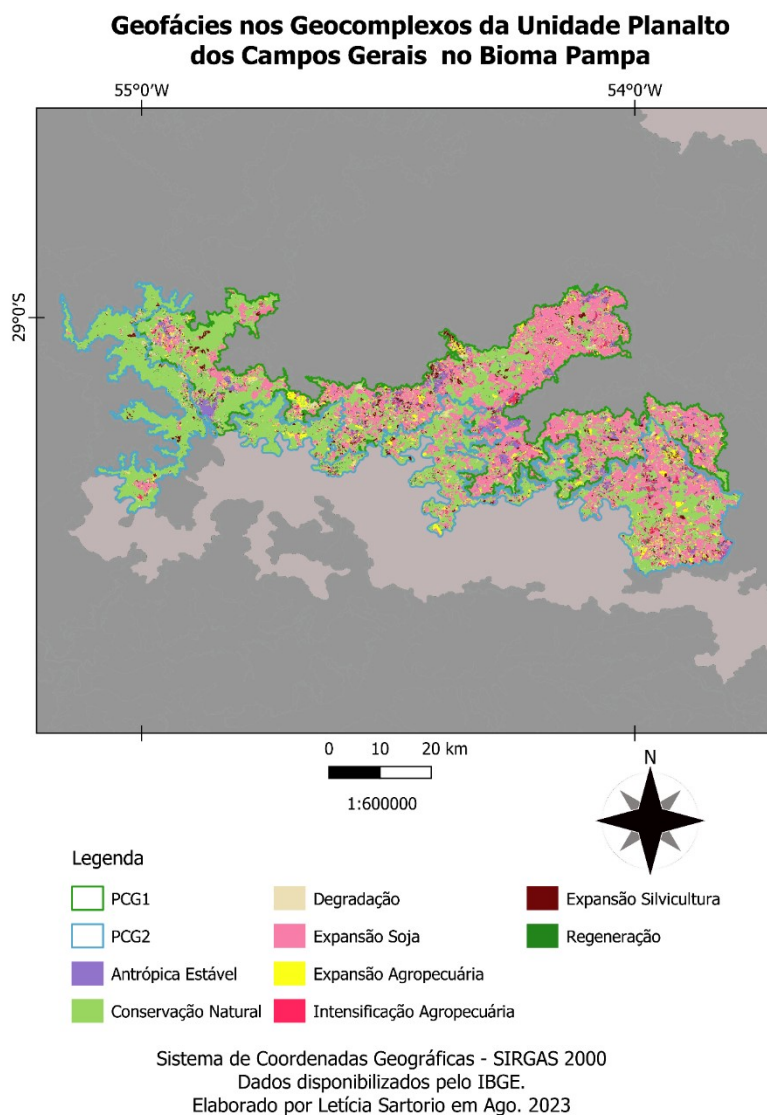 Geofácies nos Geocomplexos da Unidade Planalto
dos Campos Gerais no Bioma Pampa
55°0'W 54°0'W
29°0'S
0 10 20 km
1:600000
N
Legenda
PCG1 Degradação Expansão Silvicultura
PCG2 Expansão Soja Regeneração
Antrópica Estável Expansão Agropecuária
Conservação Natural Intensificação Agropecuária
Sistema de Coordenadas Geográficas - SIRGAS 2000
Dados disponibilizados pelo IBGE.
Elaborado por Letícia Sartorio em Ago. 2023